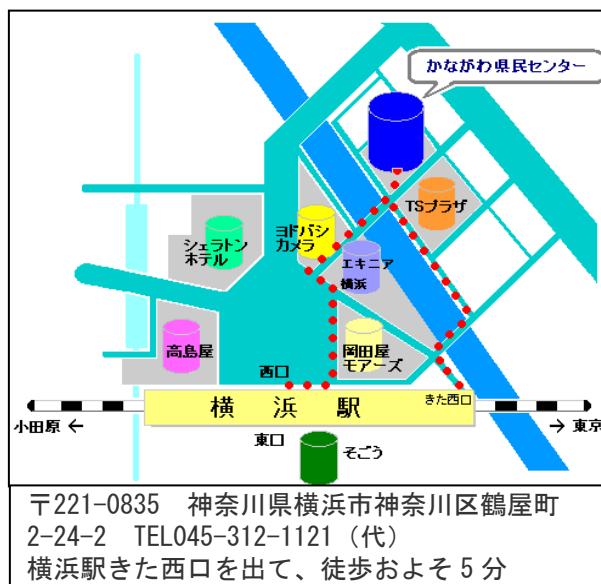 かながわ県民センター
TSプラザ
ヨドバシ
カメラ
シェラトン
ホテル
エキニア
横浜
高島屋
岡田屋
モアーズ
西口
きた西口
横 浜 駅
小田原 ←
→ 東京
東口
そごう
〒221-0835 神奈川県横浜市神奈川区鶴屋町
2-24-2 TEL045-312-1121（代）
横浜駅きた西口を出て、徒歩およそ 5 分